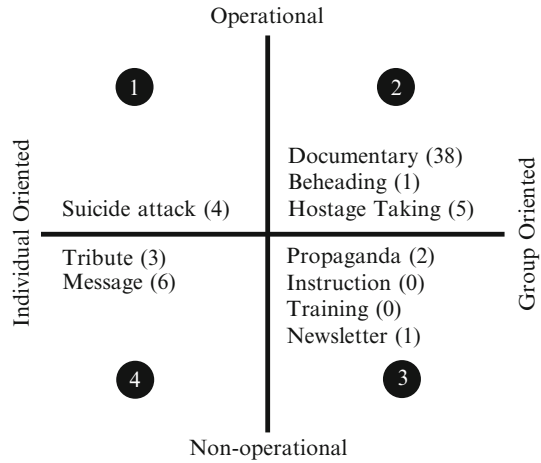 Operational
1
2
Individual Oriented
Group Oriented
Documentary (38)
Beheading (1)
Suicide attack (4)
Hostage Taking (5)
Tribute (3)
Message (6)
Propaganda (2)
Instruction (0)
Training (0)
Newsletter (1)
4
3
Non-operational